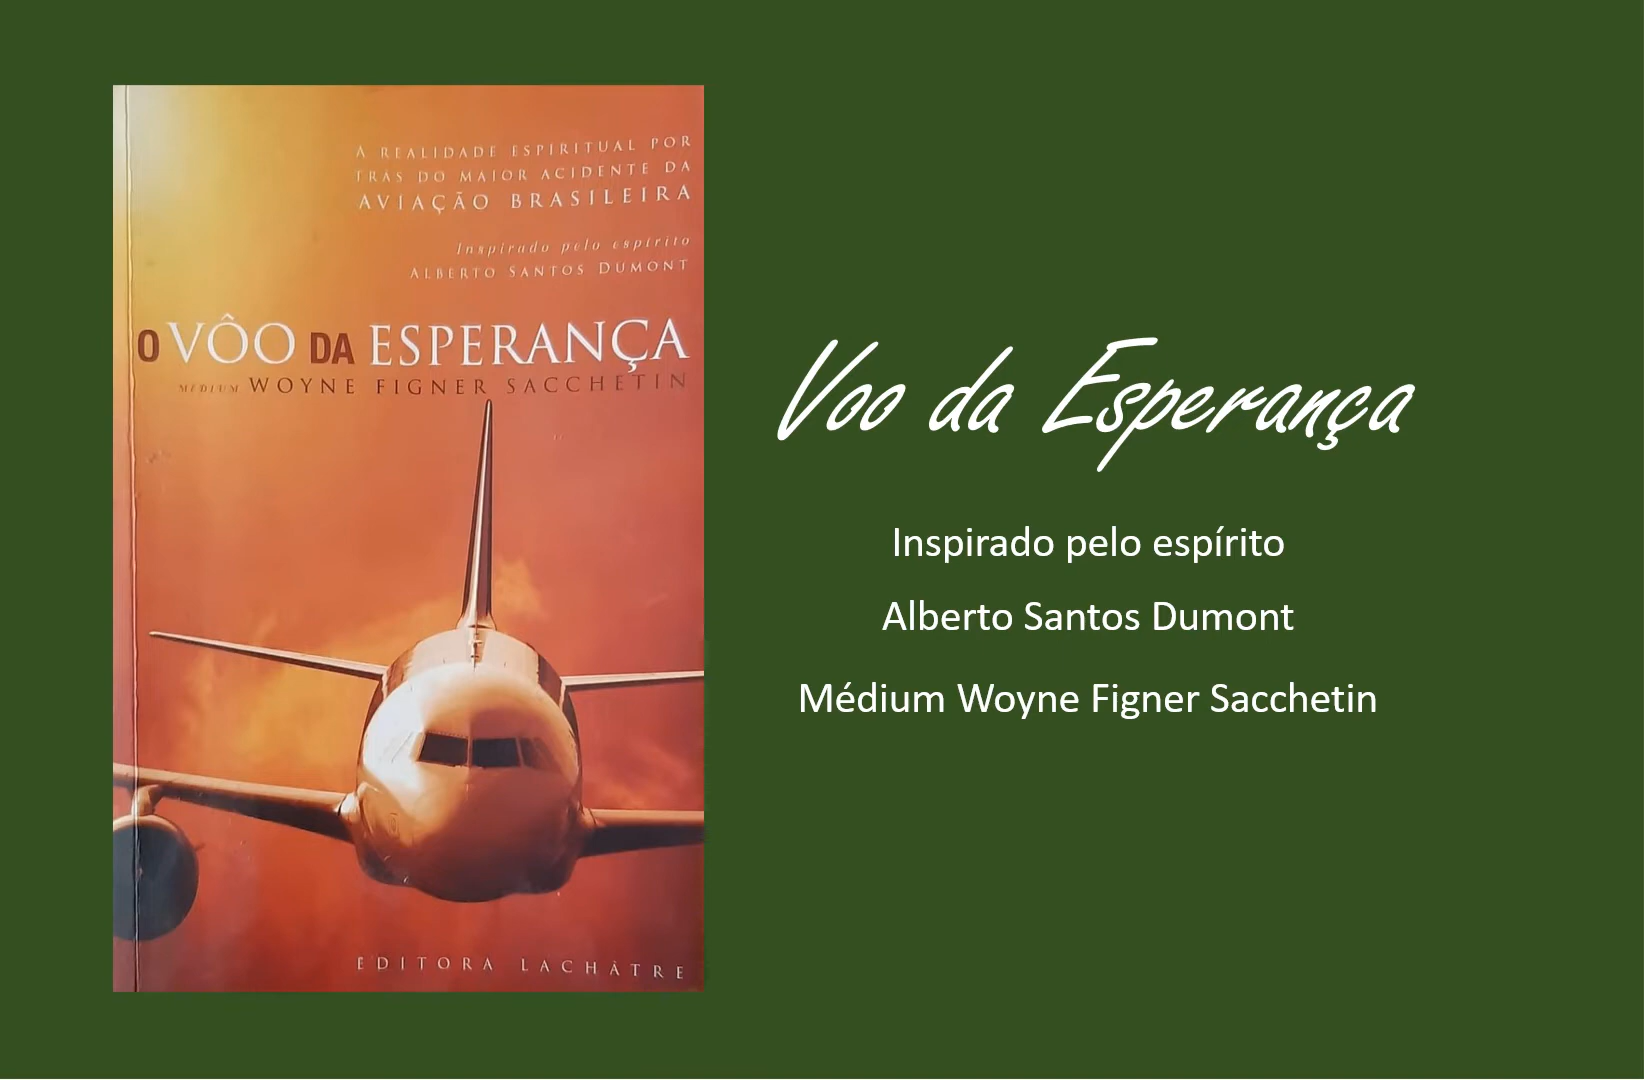 A REALIDADE ESPIRITUAL POR
TRÁS DO MAIOR ACIDENTE DA
AVIAÇÃO BRASILEIRA
Inspirado pelo espírito
ALBERTO SANTOS DUMONT
O VÔO DA ESPERANÇA
MÉDIUM WOYNE FIGNER SACCHETIN
EDITORA LACHÂTRE
Voo da Esperança
Inspirado pelo espírito
Alberto Santos Dumont
Médium Woyne Figner Sacchetin